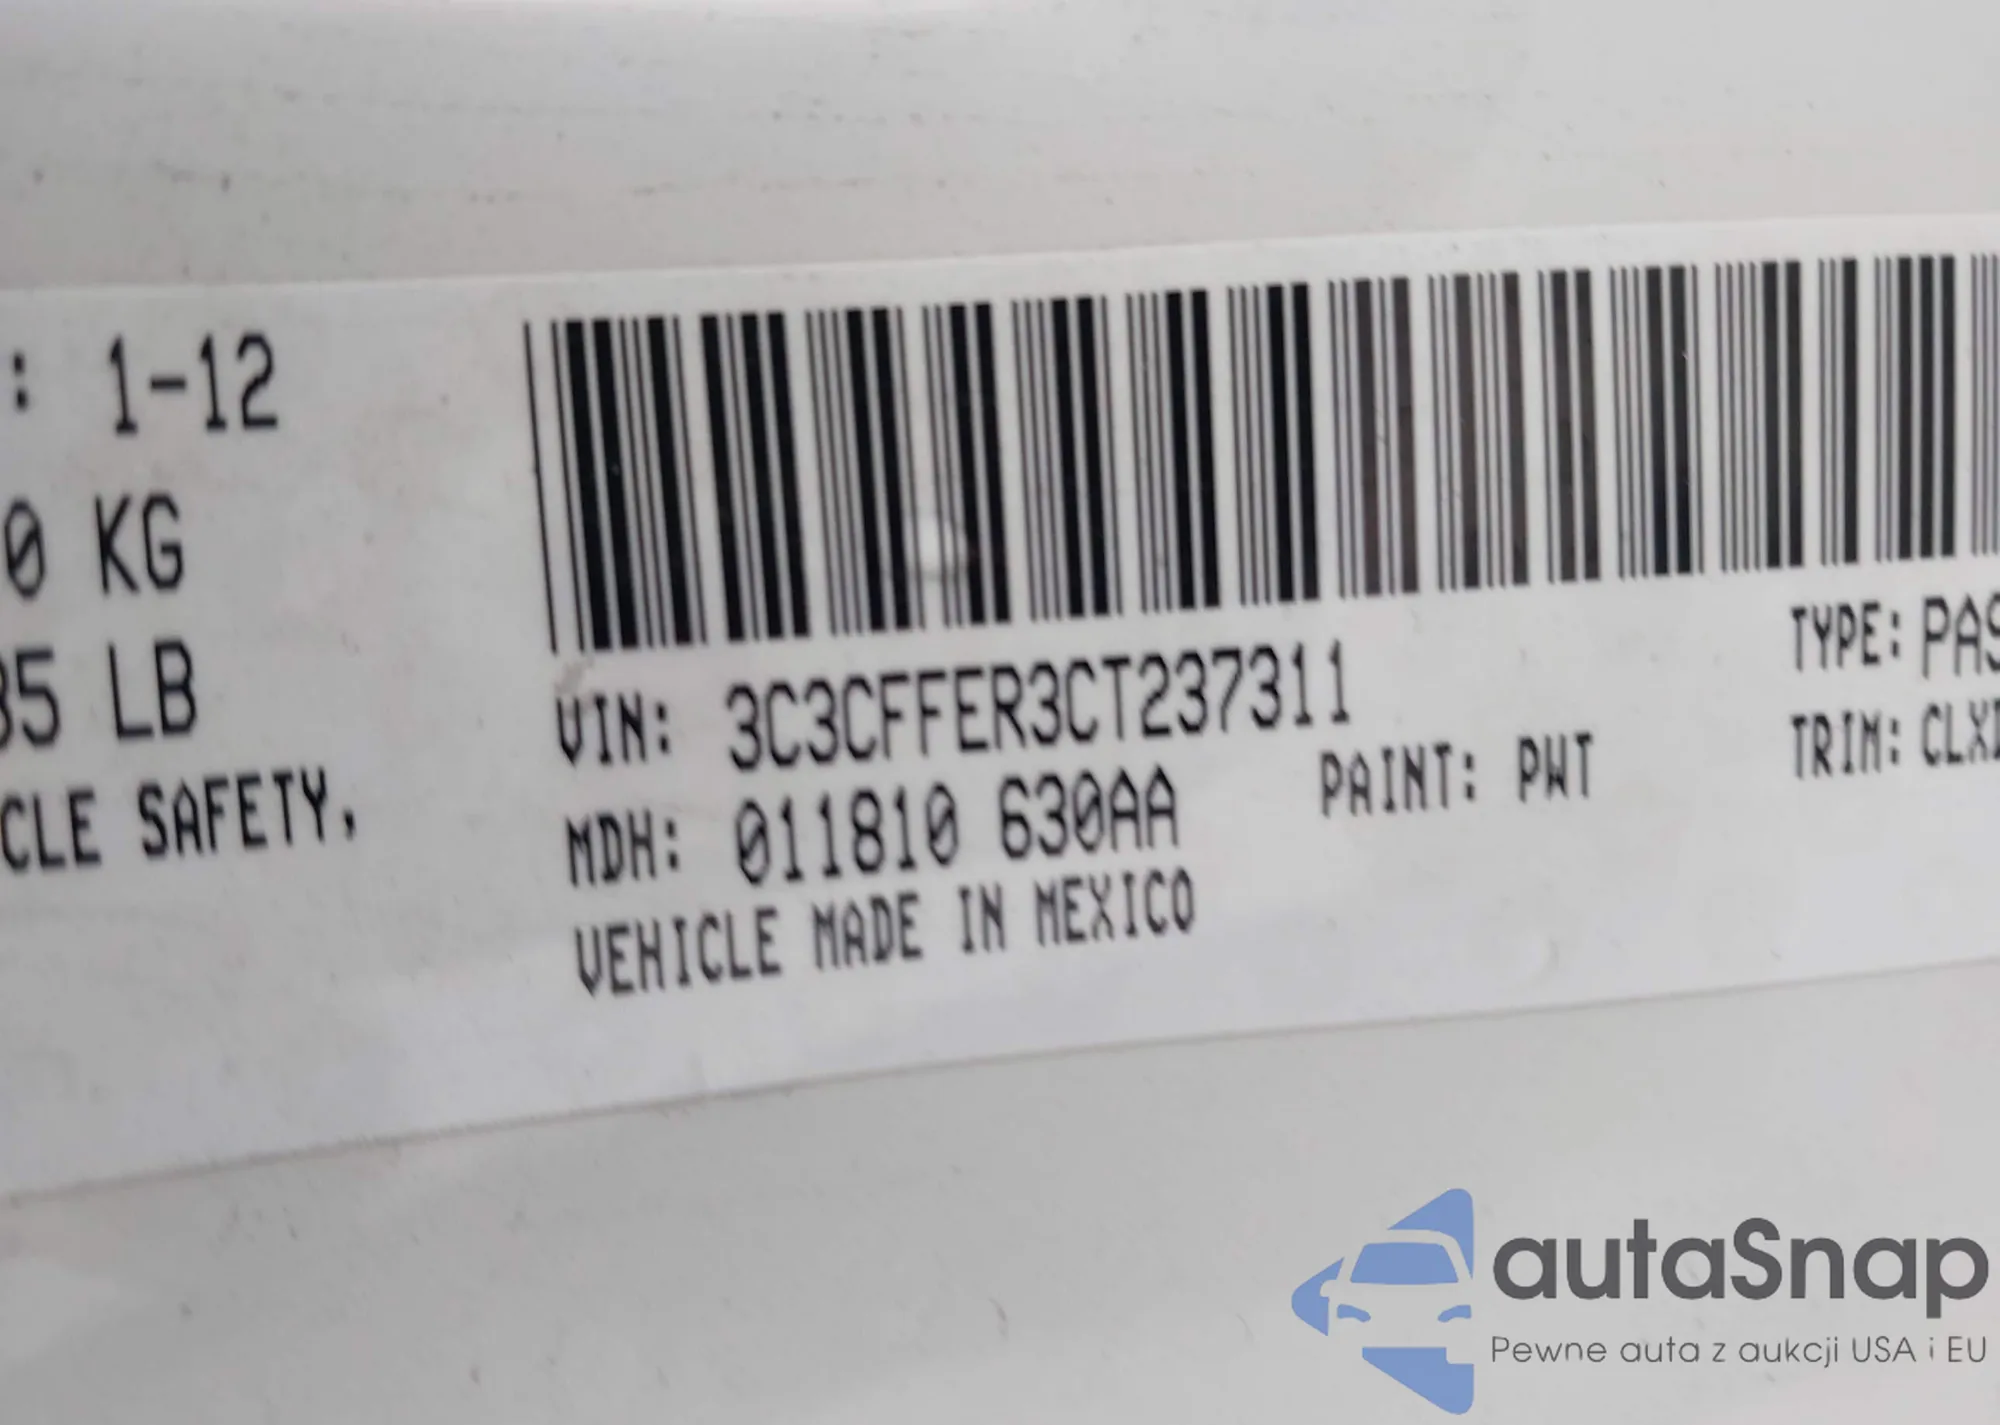 : 1-12
0 KG
35 LB
CLE SAFETY,
VIN: 3C3CFFER3CT237311
TYPE: PAS
MDH: 011810 630AA
PAINT: PWT
TRIM: CLXI
VEHICLE MADE IN MEXICO
autaSnap
Pewne auta z aukcji USA i EU